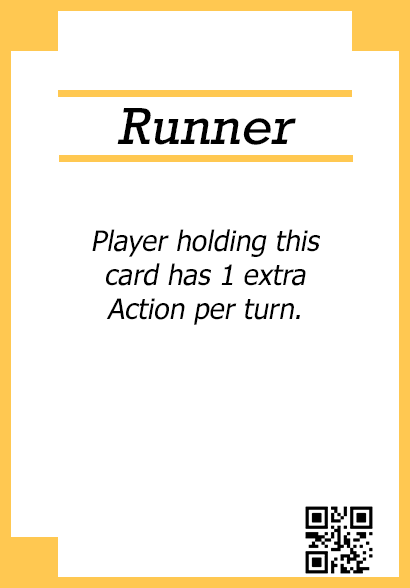 Runner
Player holding this
card has 1 extra
Action per turn.